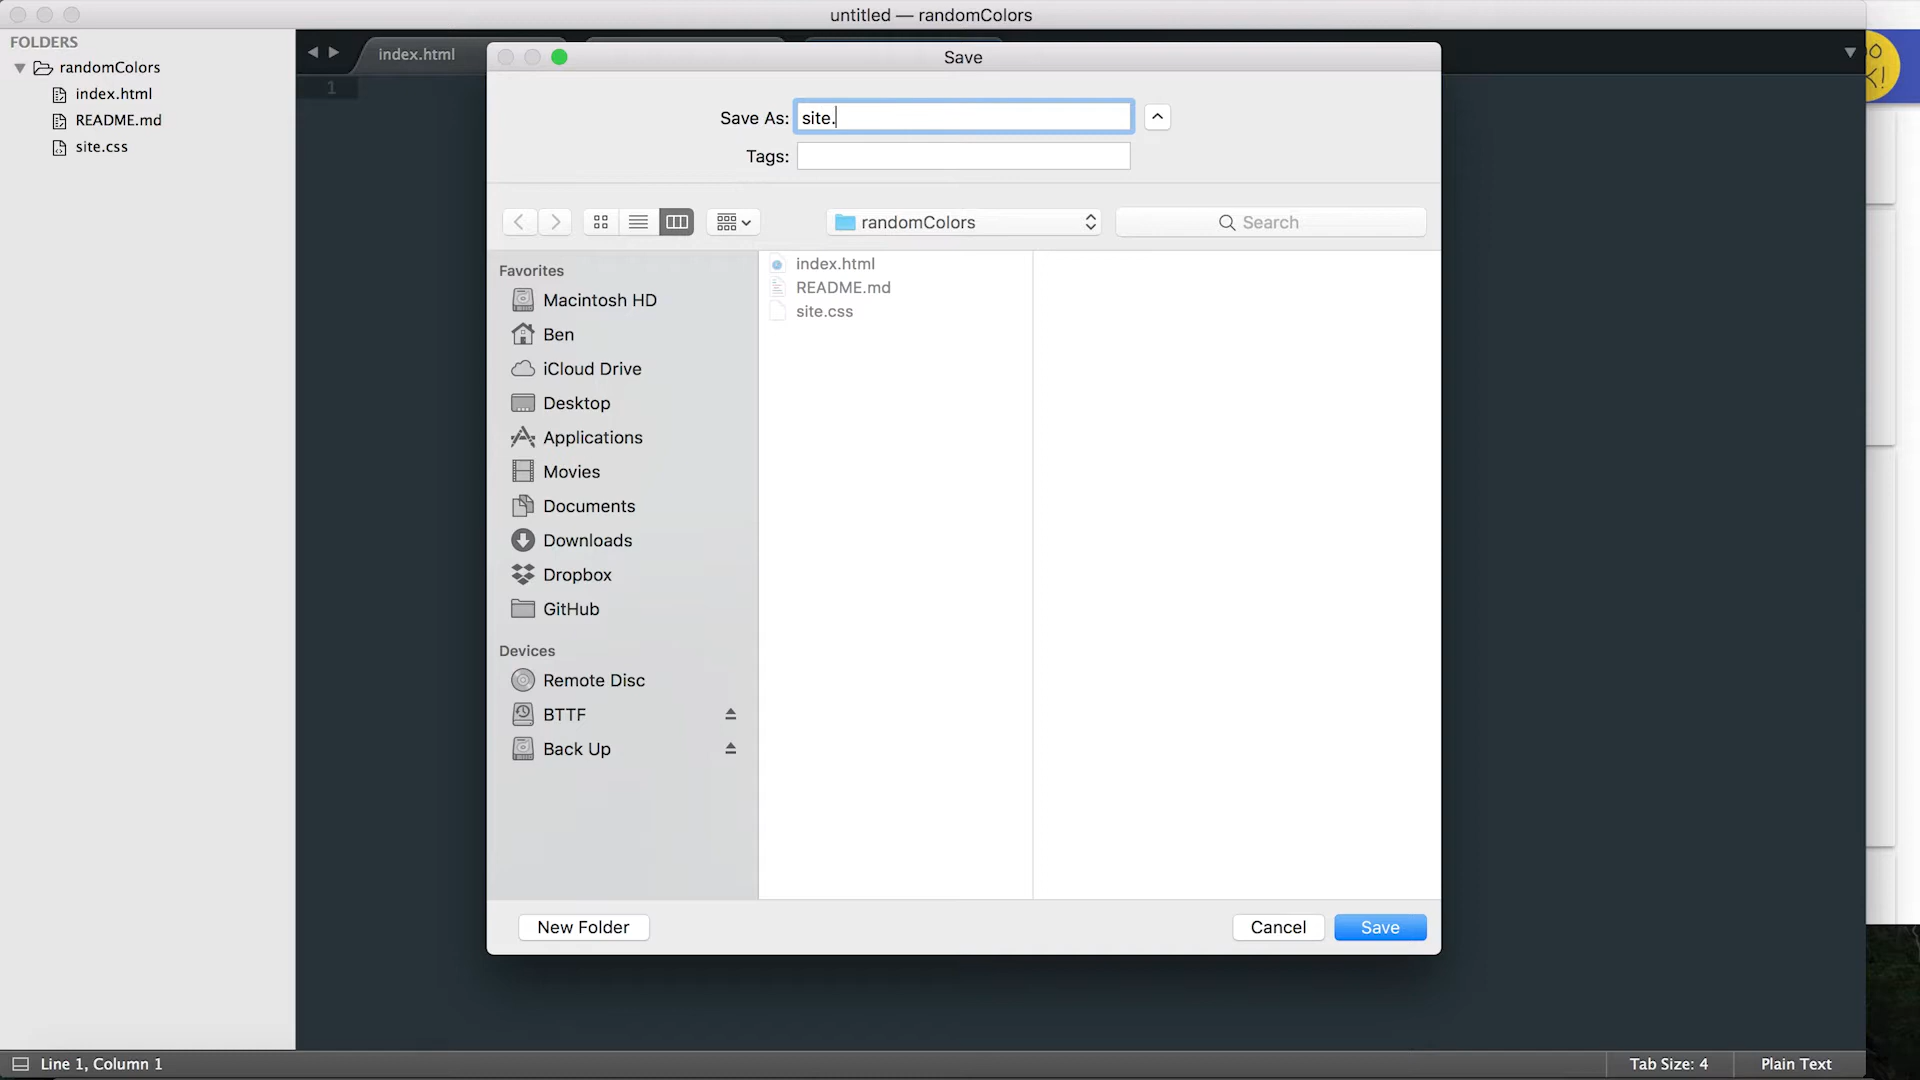 untitled — randomColors
FOLDERS
randomColors
index.html
README.md
site.css
index.html
1
Save
Save As: site.
Tags:
randomColors
Search
Favorites
Macintosh HD
Ben
iCloud Drive
Desktop
Applications
Movies
Documents
Downloads
Dropbox
GitHub
Devices
Remote Disc
BTTF
Back Up
index.html
README.md
site.css
New Folder
Cancel
Save
Line 1, Column 1
Tab Size: 4
Plain Text